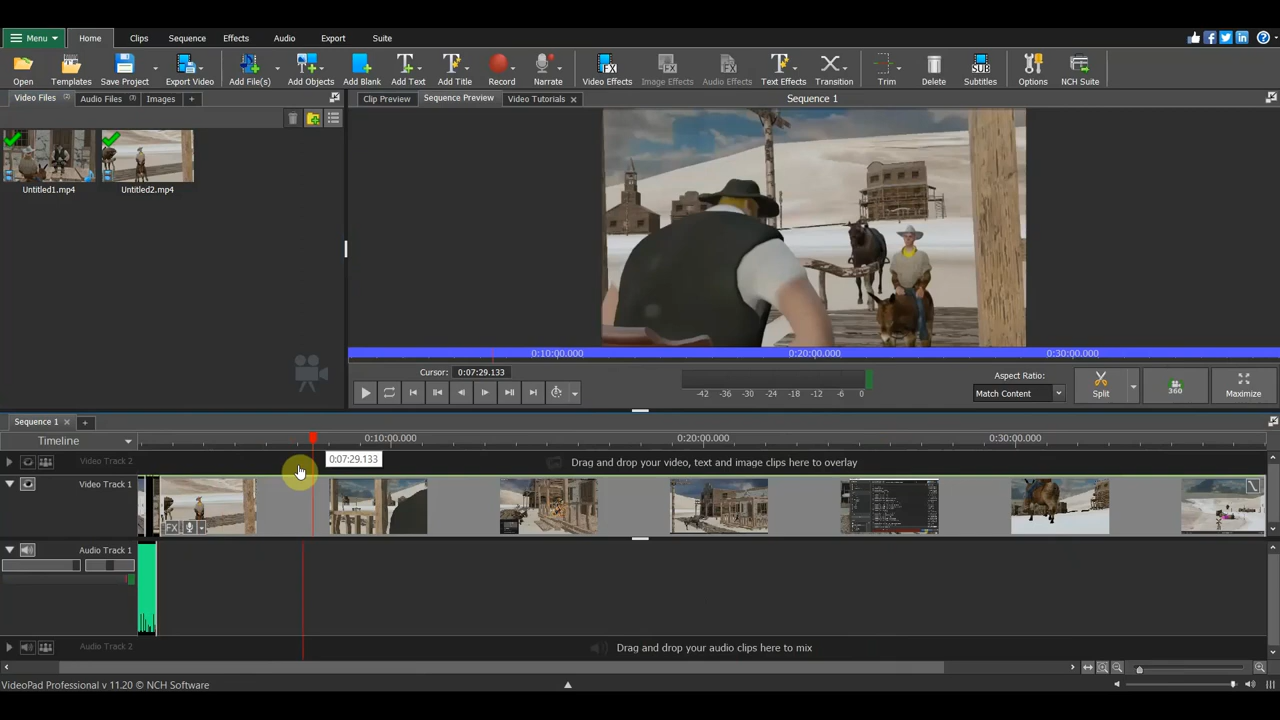 Menu Home Clips Sequence Effects Audio Export Suite
Open Templates Save Project Export Video Add File(s) Add Objects Add Blank Add Text Add Title Record Narrate Video Effects Image Effects Audio Effects Text Effects Transition Trim Delete Subtitles Options NCH Suite
Video Files Audio Files Images + Clip Preview Sequence Preview Video Tutorials Sequence 1
Untitled1.mp4 Untitled2.mp4
0:10:00.000 0:20:00.000 0:30:00.000
Cursor: 0:07:29.133 Aspect Ratio:
-42 -36 -30 -24 -18 -12 -6 0 Match Content Split 360 Maximize
Sequence 1
Timeline 0:10:00.000 0:20:00.000 0:30:00.000
Video Track 2 0:07:29.133 Drag and drop your video, text and image clips here to overlay
Video Track 1
FX
Audio Track 1
Audio Track 2 Drag and drop your audio clips here to mix
VideoPad Professional v 11.20 © NCH Software